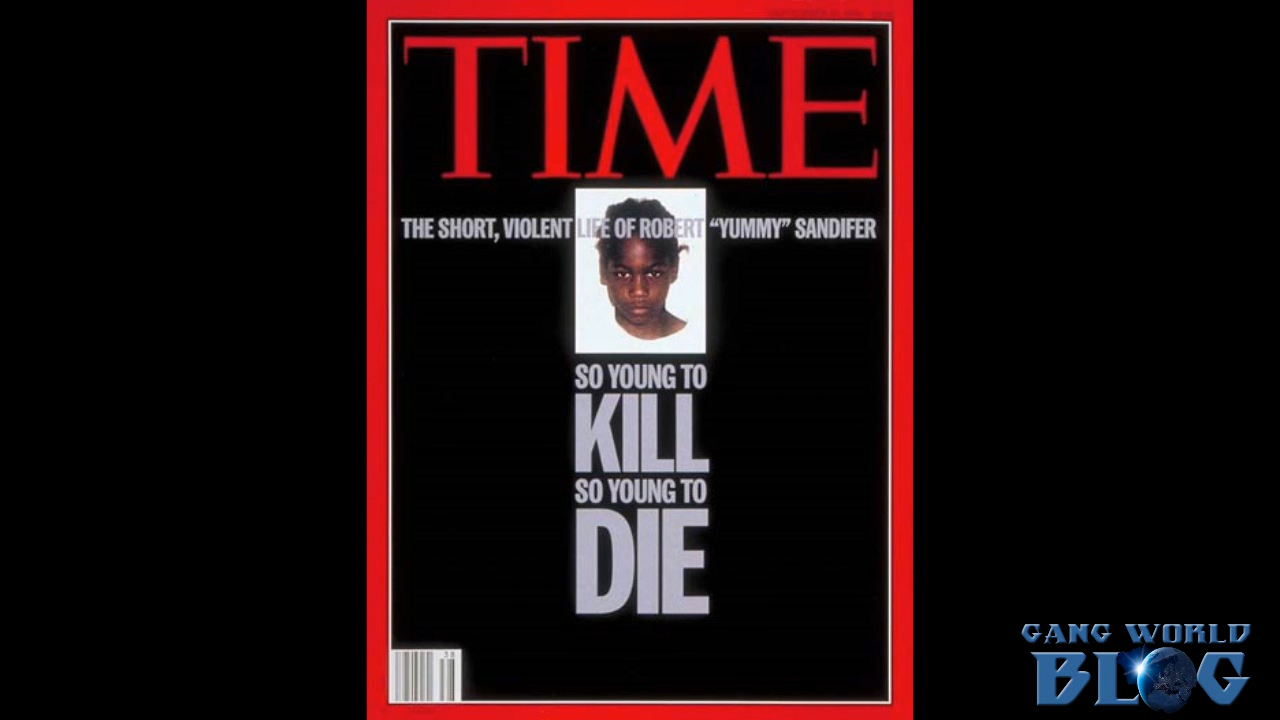 TIME
THE SHORT, VIOLENT LIFE OF ROBERT “YUMMY” SANDIFER
SO YOUNG TO
KILL
SO YOUNG TO
DIE
38
GANG WORLD
BLOG